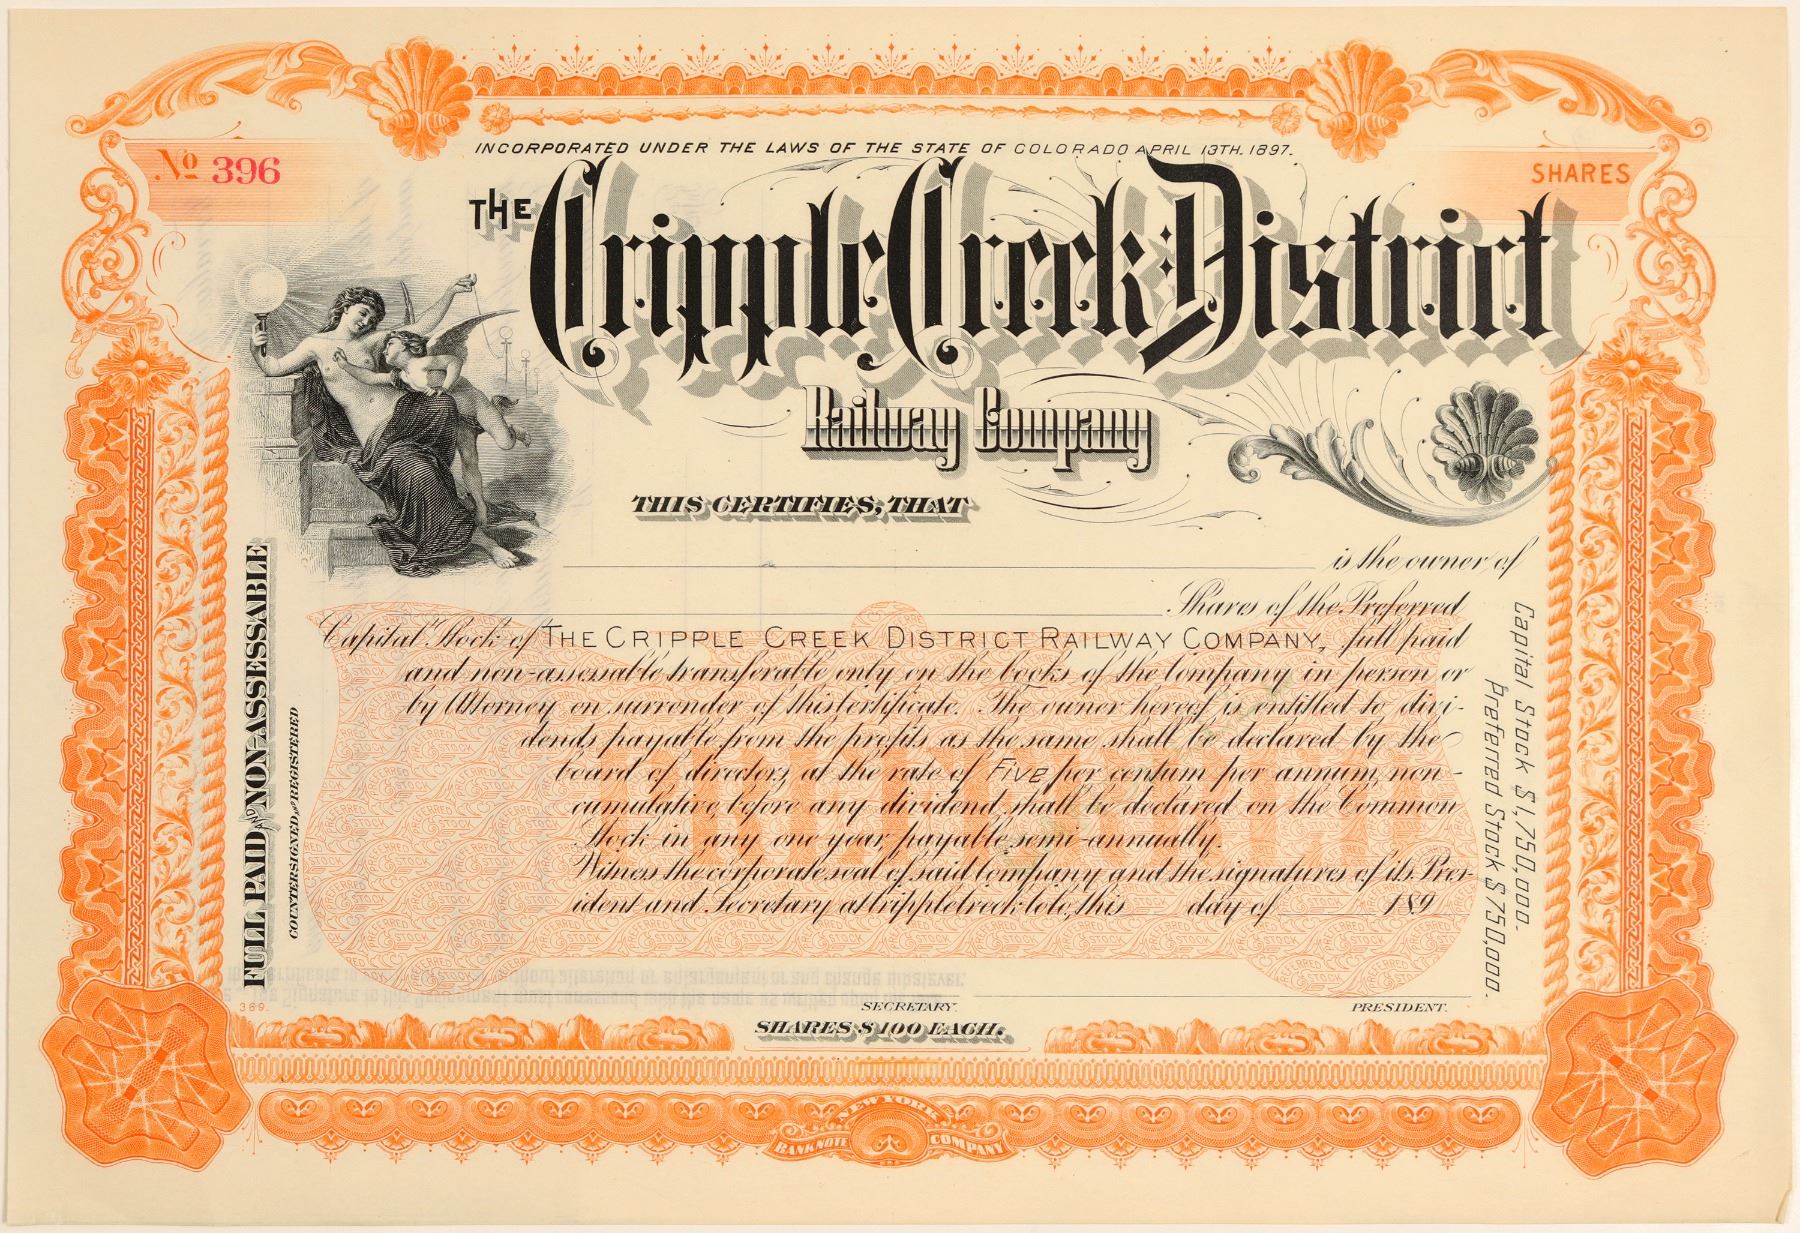 INCORPORATED UNDER THE LAWS OF THE STATE OF COLORADO APRIL 13TH. 1897.
No 396
SHARES
THE Cripple Creek District
Railway Company
THIS CERTIFIES, THAT
is the owner of
Shares of the Preferred
Capital Stock of THE CRIPPLE CREEK DISTRICT RAILWAY COMPANY, full paid
and non-assessable transferable only on the books of the Company in person or
by Attorney on surrender of this certificate. The owner hereof is entitled to divi-
dends payable from the profits as the same shall be declared by the
board of directors, at the rate of Five per centum per annum, non-
cumulative, before any dividend shall be declared on the Common
Stock in any one year, payable semi-annually.
Witness the corporate seal of said Company and the signatures of its Pres-
ident and Secretary at Cripple Creek Colo, this day of 189
FULL PAID AND NON-ASSESSABLE
COUNTERSIGNED AND REGISTERED
Capital Stock $1,750,000.
Preferred Stock $750,000.
369.
SECRETARY.
PRESIDENT.
SHARES $100 EACH.
NEW YORK
BANK NOTE COMPANY